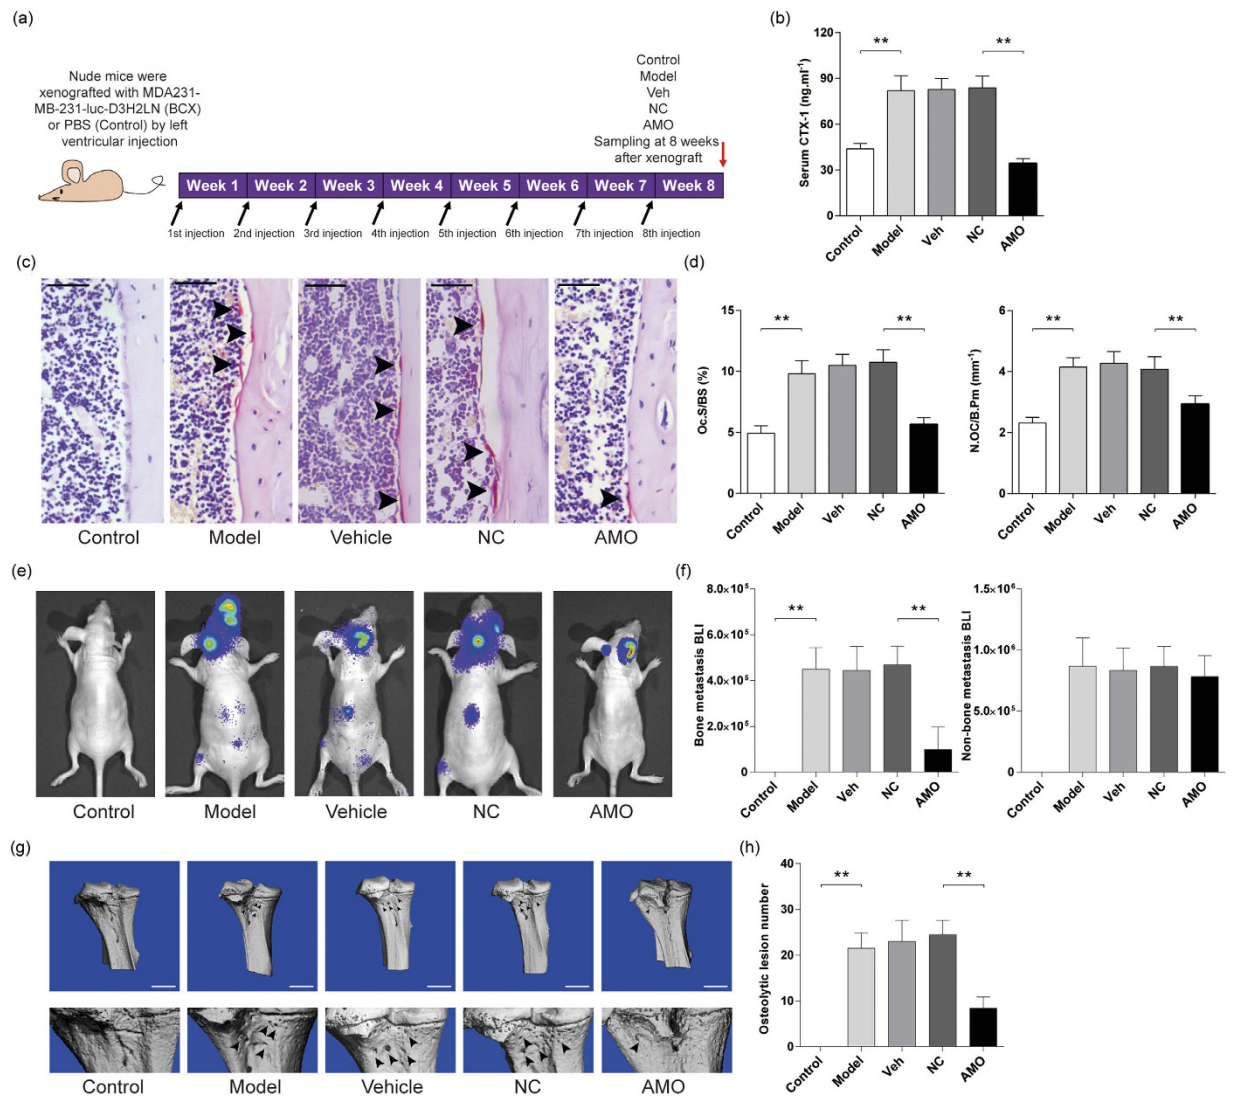 (a)
Nude mice were
xenografted with MDA231-
MB-231-luc-D3H2LN (BCX)
or PBS (Control) by left
ventricular injection
Control
Model
Veh
NC
AMO
Sampling at 8 weeks
after xenograft
Week 1 Week 2 Week 3 Week 4 Week 5 Week 6 Week 7 Week 8
1st injection 2nd injection 3rd injection 4th injection 5th injection 6th injection 7th injection 8th injection
(b)
Serum CTX-1 (ng.ml⁻¹)
120
90
60
30
0
** **
Control Model Veh NC AMO
(c)
Control Model Vehicle NC AMO
(d)
Oc.S/BS (%)
15
10
5
0
** **
Control Model Veh NC AMO
N.OC/B.Pm (mm⁻¹)
6
4
2
0
** **
Control Model Veh NC AMO
(e)
Control Model Vehicle NC AMO
(f)
Bone metastasis BLI
8.0×10⁵
6.0×10⁵
4.0×10⁵
2.0×10⁵
0
** **
Control Model Veh NC AMO
Non-bone metastasis BLI
1.5×10⁶
1.0×10⁶
5.0×10⁵
0
Control Model Veh NC AMO
(g)
Control Model Vehicle NC AMO
(h)
Osteolytic lesion number
40
30
20
10
0
** **
Control Model Veh NC AMO